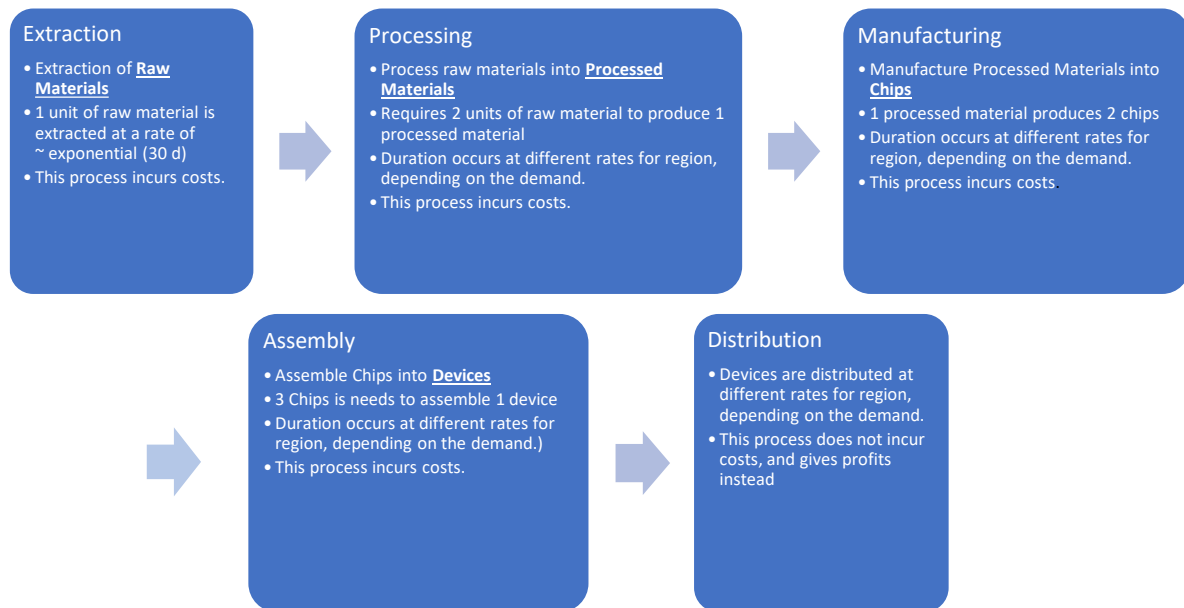 Extraction
• Extraction of Raw
Materials
• 1 unit of raw material is
extracted at a rate of
~ exponential (30 d)
• This process incurs costs.
Processing
• Process raw materials into Processed
Materials
• Requires 2 units of raw material to produce 1
processed material
• Duration occurs at different rates for region,
depending on the demand.
• This process incurs costs.
Manufacturing
• Manufacture Processed Materials into
Chips
• 1 processed material produces 2 chips
• Duration occurs at different rates for
region, depending on the demand.
• This process incurs costs.
Assembly
• Assemble Chips into Devices
• 3 Chips is needs to assemble 1 device
• Duration occurs at different rates for
region, depending on the demand.)
• This process incurs costs.
Distribution
• Devices are distributed at
different rates for region,
depending on the demand.
• This process does not incur
costs, and gives profits
instead